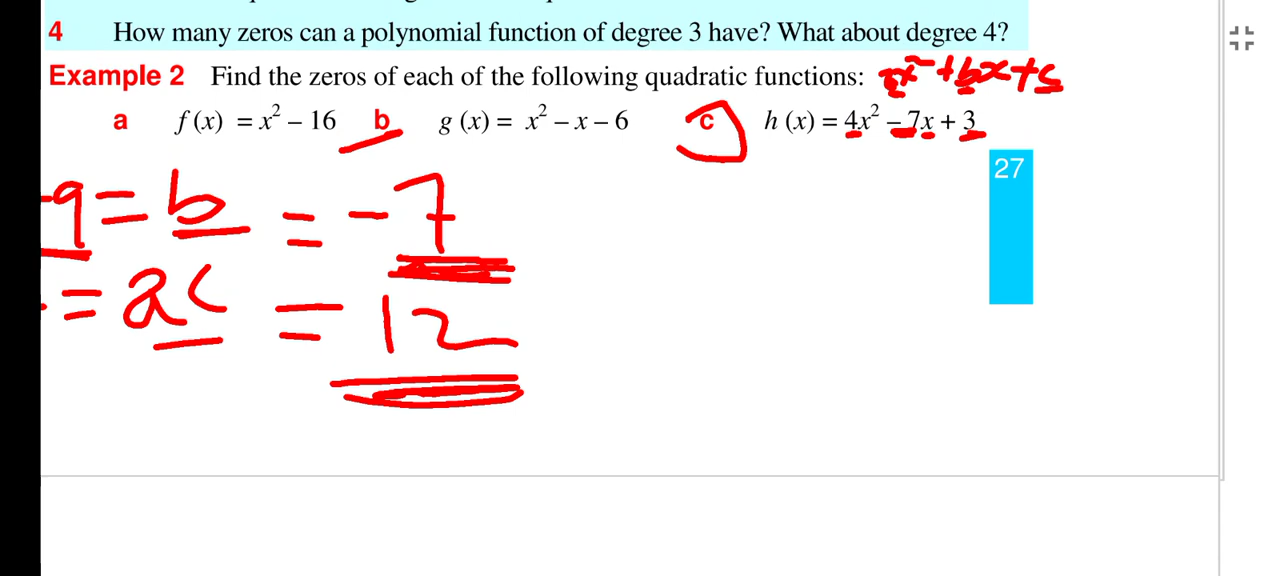 4 How many zeros can a polynomial function of degree 3 have? What about degree 4?
Example 2 Find the zeros of each of the following quadratic functions: ax² + bx + c
a f (x) = x² – 16 b g (x) = x² – x – 6 c h (x) = 4x² – 7x + 3
27
q = b = -7
= ac = 12